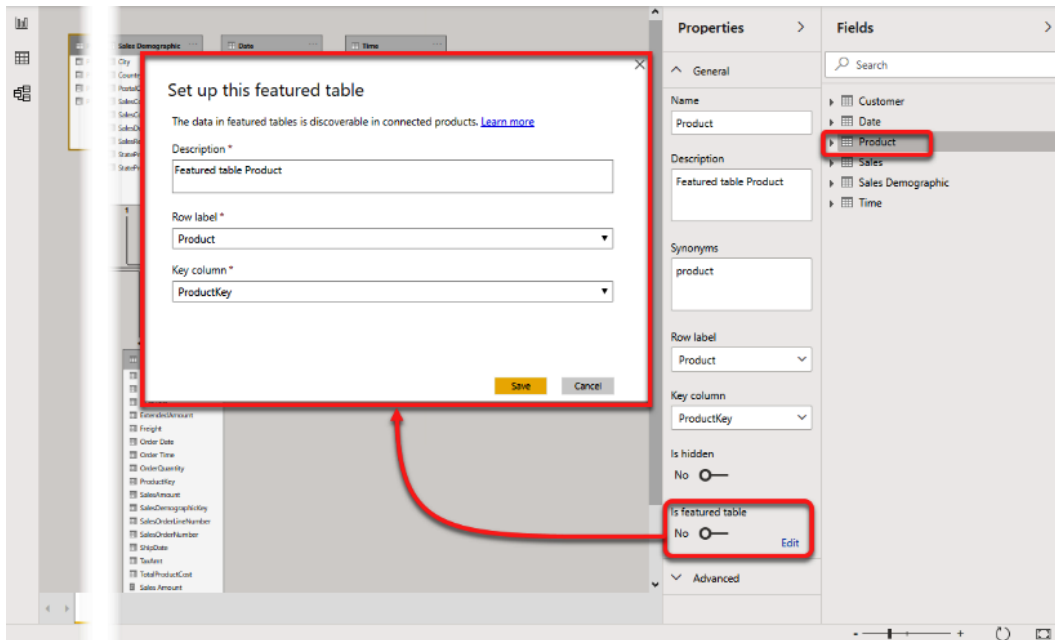 Sales Demographic
Date
Time
City
Set up this featured table
The data in featured tables is discoverable in connected products. Learn more
Description *
Featured table Product
Row label *
Product
Key column *
ProductKey
Save
Cancel
ExtendedAmount
Freight
Order Date
Order Time
OrderQuantity
ProductKey
SalesAmount
SalesDemographicKey
SalesOrderLineNumber
SalesOrderNumber
ShipDate
TaxAmt
TotalProductCost
Sales Amount
Properties
General
Name
Product
Description
Featured table Product
Synonyms
product
Row label
Product
Key column
ProductKey
Is hidden
No
Is featured table
No
Edit
Advanced
Fields
Search
Customer
Date
Product
Sales
Sales Demographic
Time